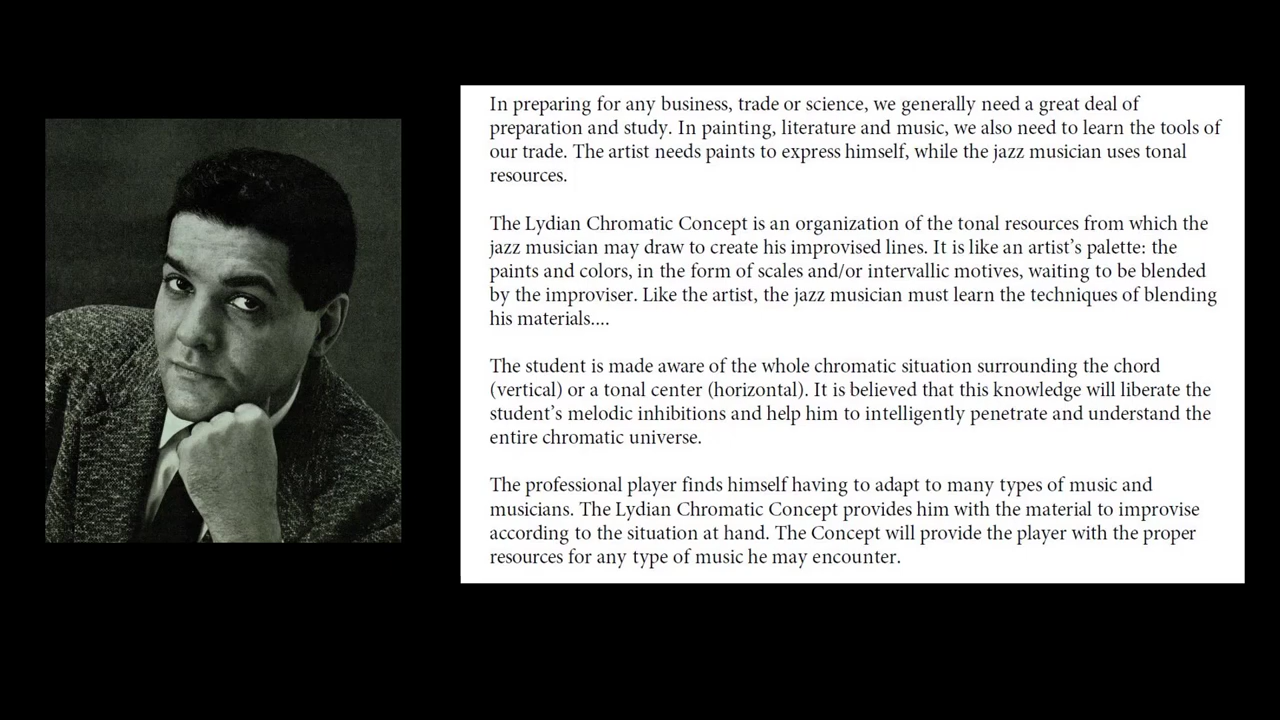 In preparing for any business, trade or science, we generally need a great deal of
preparation and study. In painting, literature and music, we also need to learn the tools of
our trade. The artist needs paints to express himself, while the jazz musician uses tonal
resources.
The Lydian Chromatic Concept is an organization of the tonal resources from which the
jazz musician may draw to create his improvised lines. It is like an artist’s palette: the
paints and colors, in the form of scales and/or intervallic motives, waiting to be blended
by the improviser. Like the artist, the jazz musician must learn the techniques of blending
his materials....
The student is made aware of the whole chromatic situation surrounding the chord
(vertical) or a tonal center (horizontal). It is believed that this knowledge will liberate the
student’s melodic inhibitions and help him to intelligently penetrate and understand the
entire chromatic universe.
The professional player finds himself having to adapt to many types of music and
musicians. The Lydian Chromatic Concept provides him with the material to improvise
according to the situation at hand. The Concept will provide the player with the proper
resources for any type of music he may encounter.